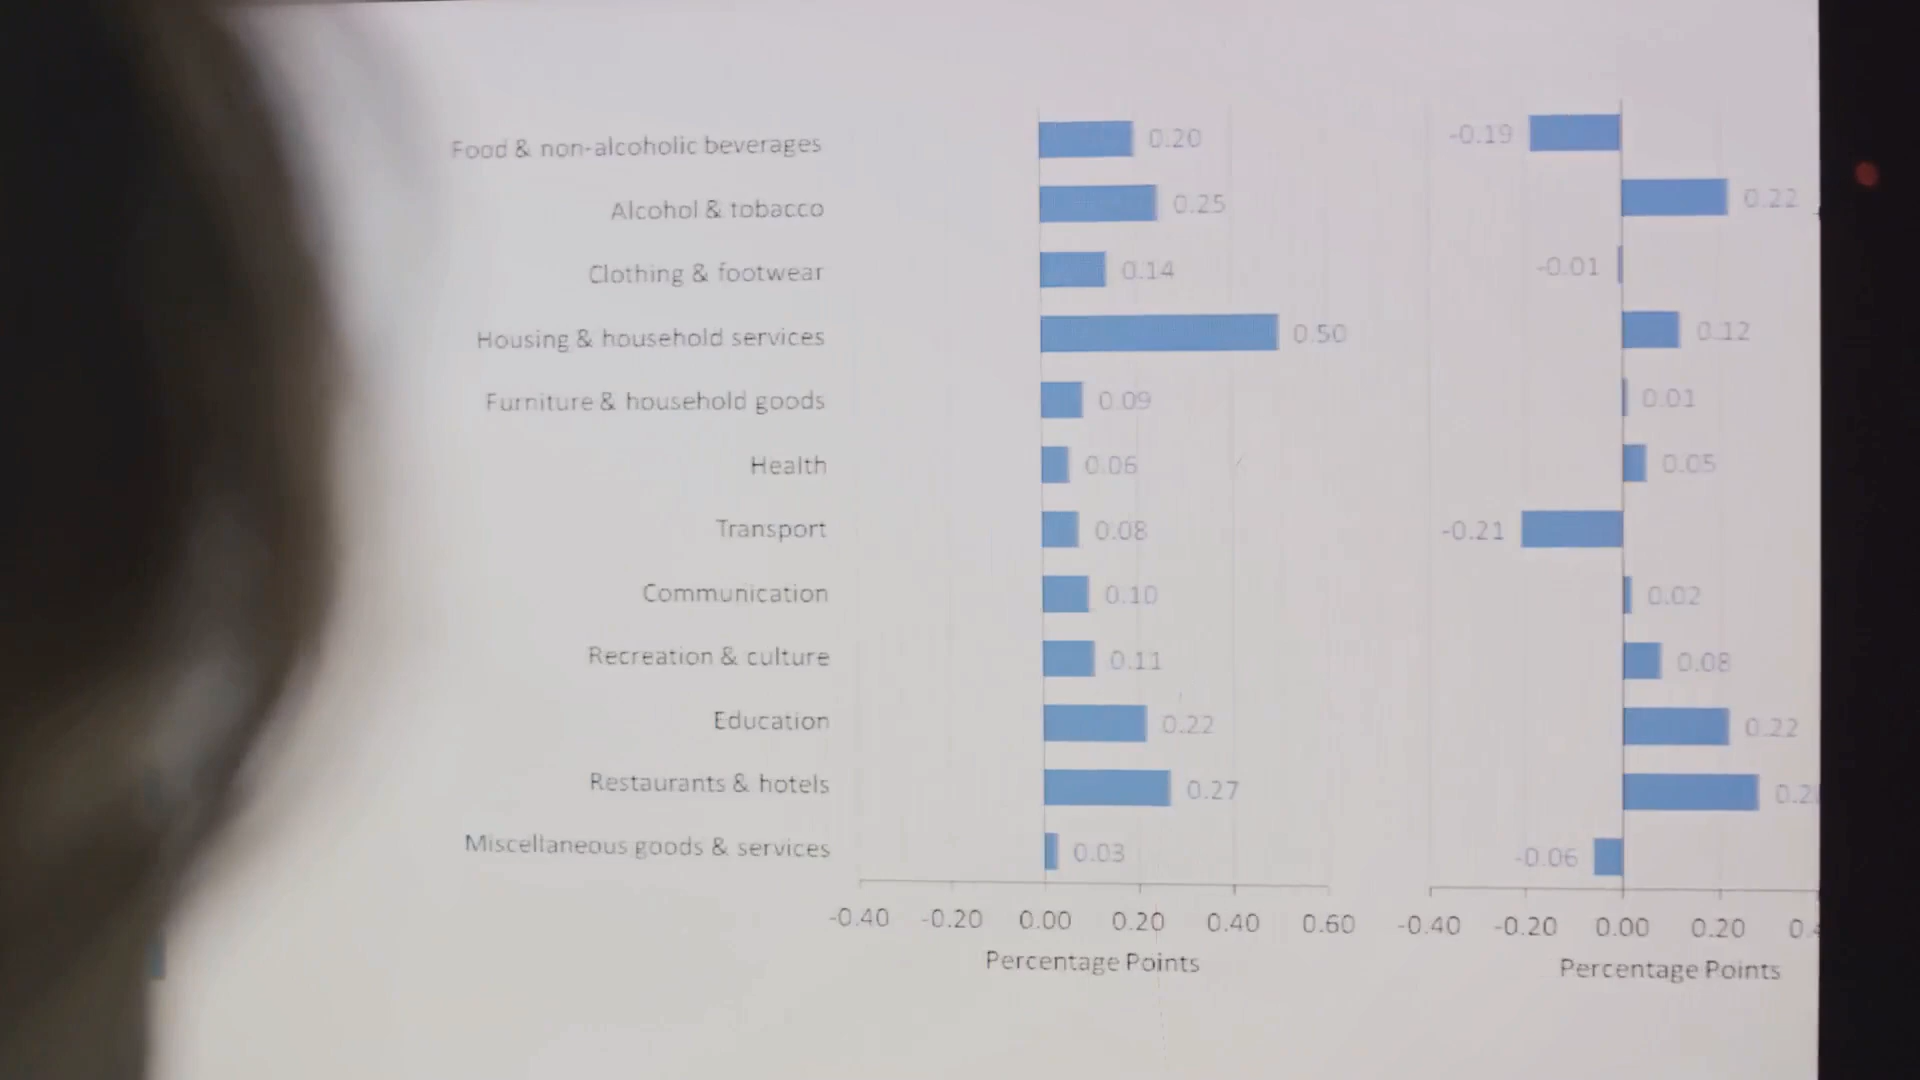 Food & non-alcoholic beverages 0.20 -0.19
Alcohol & tobacco 0.25 0.22
Clothing & footwear 0.14 -0.01
Housing & household services 0.50 0.12
Furniture & household goods 0.09 0.01
Health 0.06 0.05
Transport 0.08 -0.21
Communication 0.10 0.02
Recreation & culture 0.11 0.08
Education 0.22 0.22
Restaurants & hotels 0.27
Miscellaneous goods & services 0.03 -0.06
-0.40 -0.20 0.00 0.20 0.40 0.60 -0.40 -0.20 0.00 0.20
Percentage Points Percentage Points